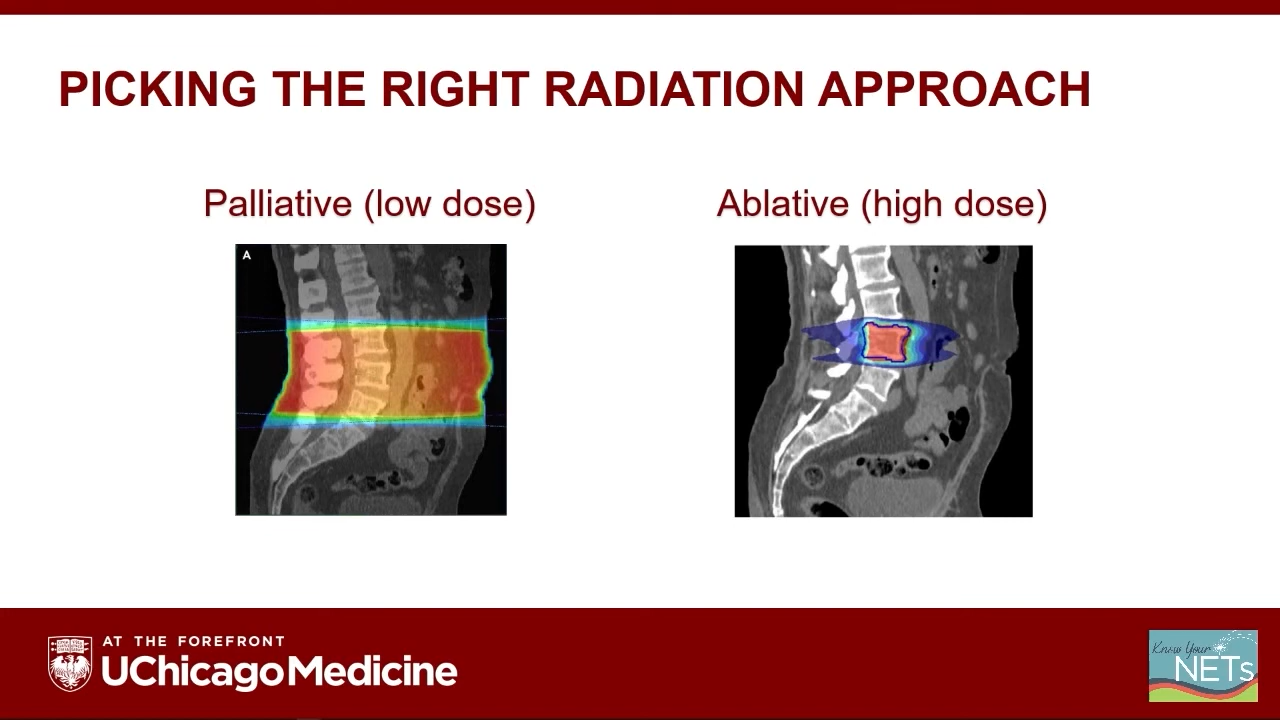 PICKING THE RIGHT RADIATION APPROACH
Palliative (low dose)
Ablative (high dose)
A
AT THE FOREFRONT
UChicagoMedicine
Know Your
NETs